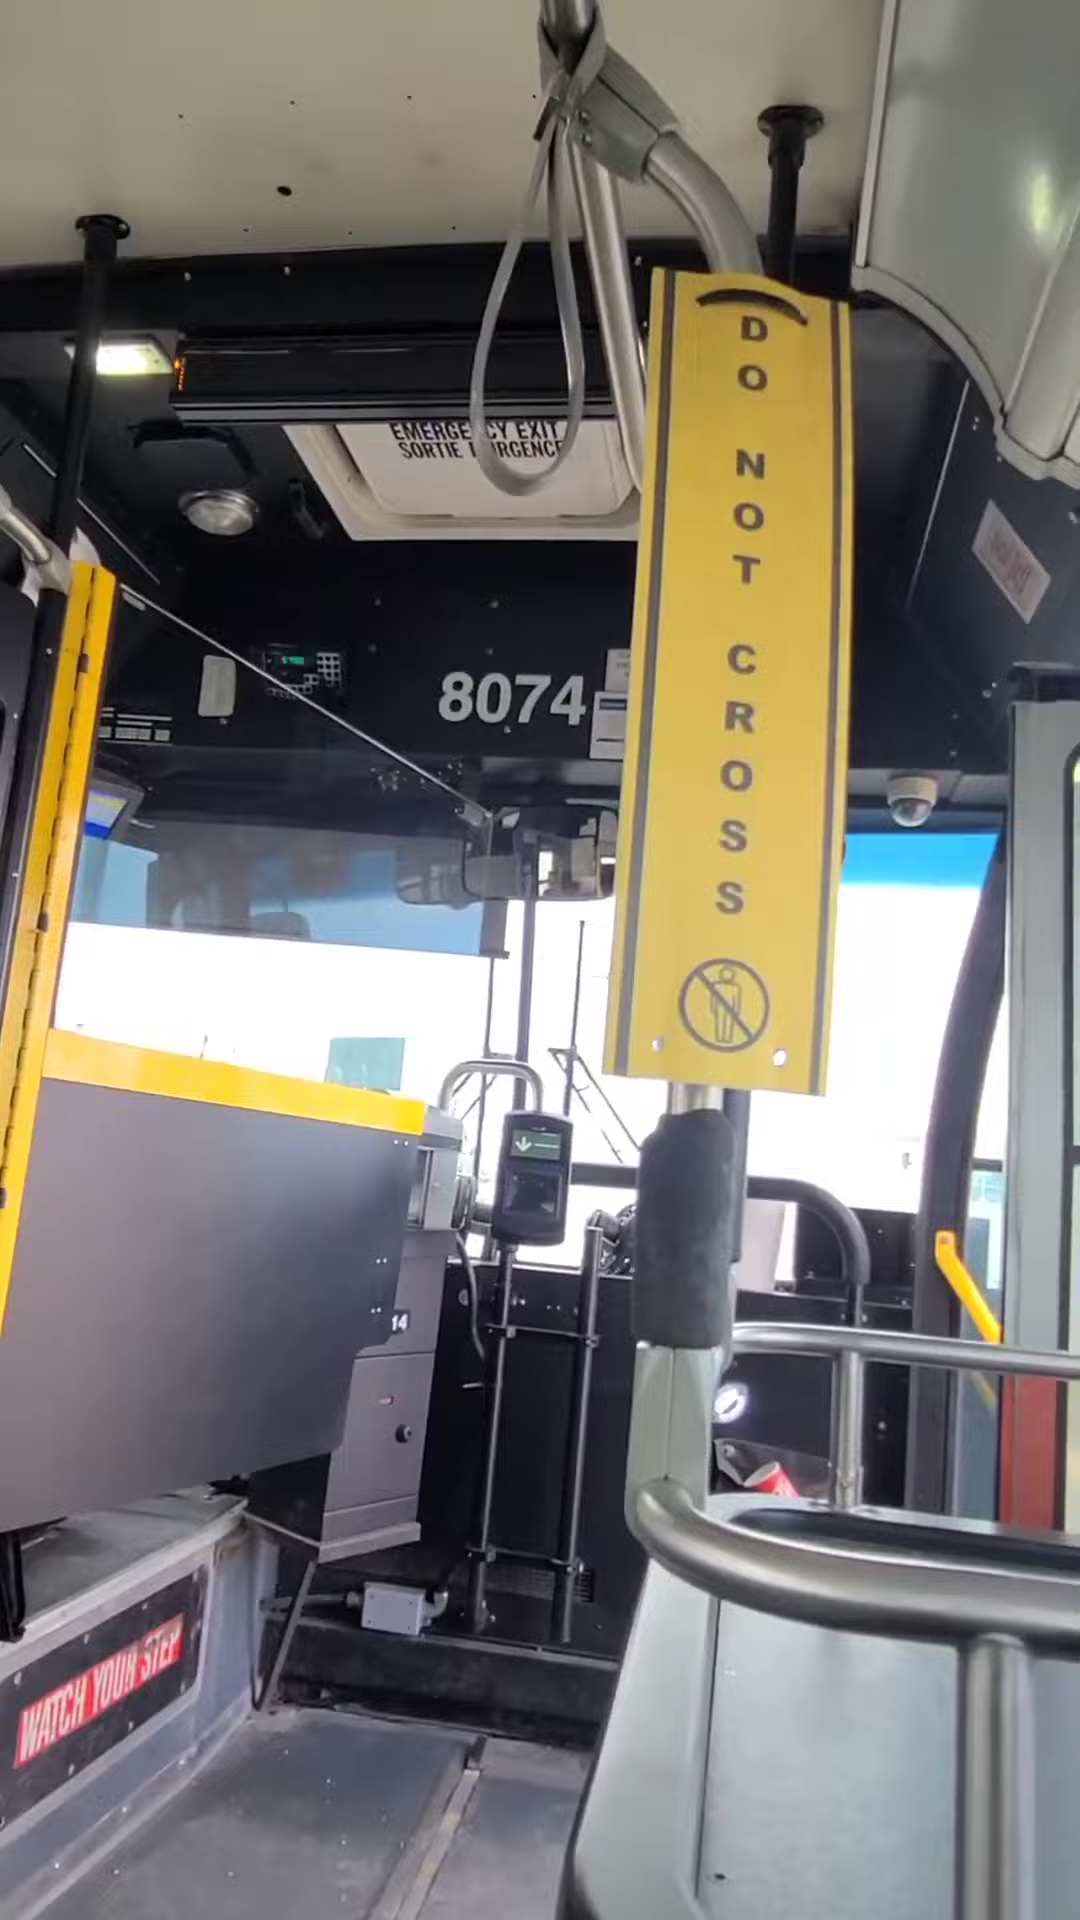 EMERGENCY EXIT
SORTIE D'URGENCE
8074
DO NOT CROSS
14
WATCH YOUR STEP